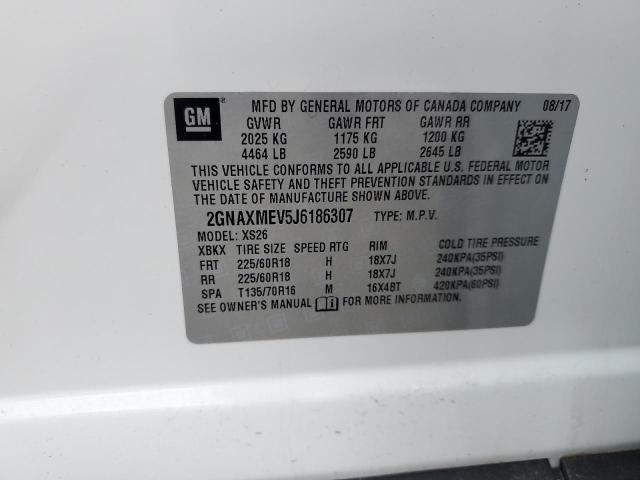 GM MFD BY GENERAL MOTORS OF CANADA COMPANY 08/17
GVWR GAWR FRT GAWR RR
2025 KG 1175 KG 1200 KG
4464 LB 2590 LB 2645 LB
THIS VEHICLE CONFORMS TO ALL APPLICABLE U.S. FEDERAL MOTOR
VEHICLE SAFETY AND THEFT PREVENTION STANDARDS IN EFFECT ON
THE DATE OF MANUFACTURE SHOWN ABOVE.
2GNAXMEV5J6186307 TYPE: M.P.V.
MODEL: XS26
XBKX TIRE SIZE SPEED RTG RIM COLD TIRE PRESSURE
FRT 225/60R18 H 18X7J 240KPA(35PSI)
RR 225/60R18 H 18X7J 240KPA(35PSI)
SPA T135/70R16 M 16X4BT 420KPA(60PSI)
SEE OWNER'S MANUAL FOR MORE INFORMATION.